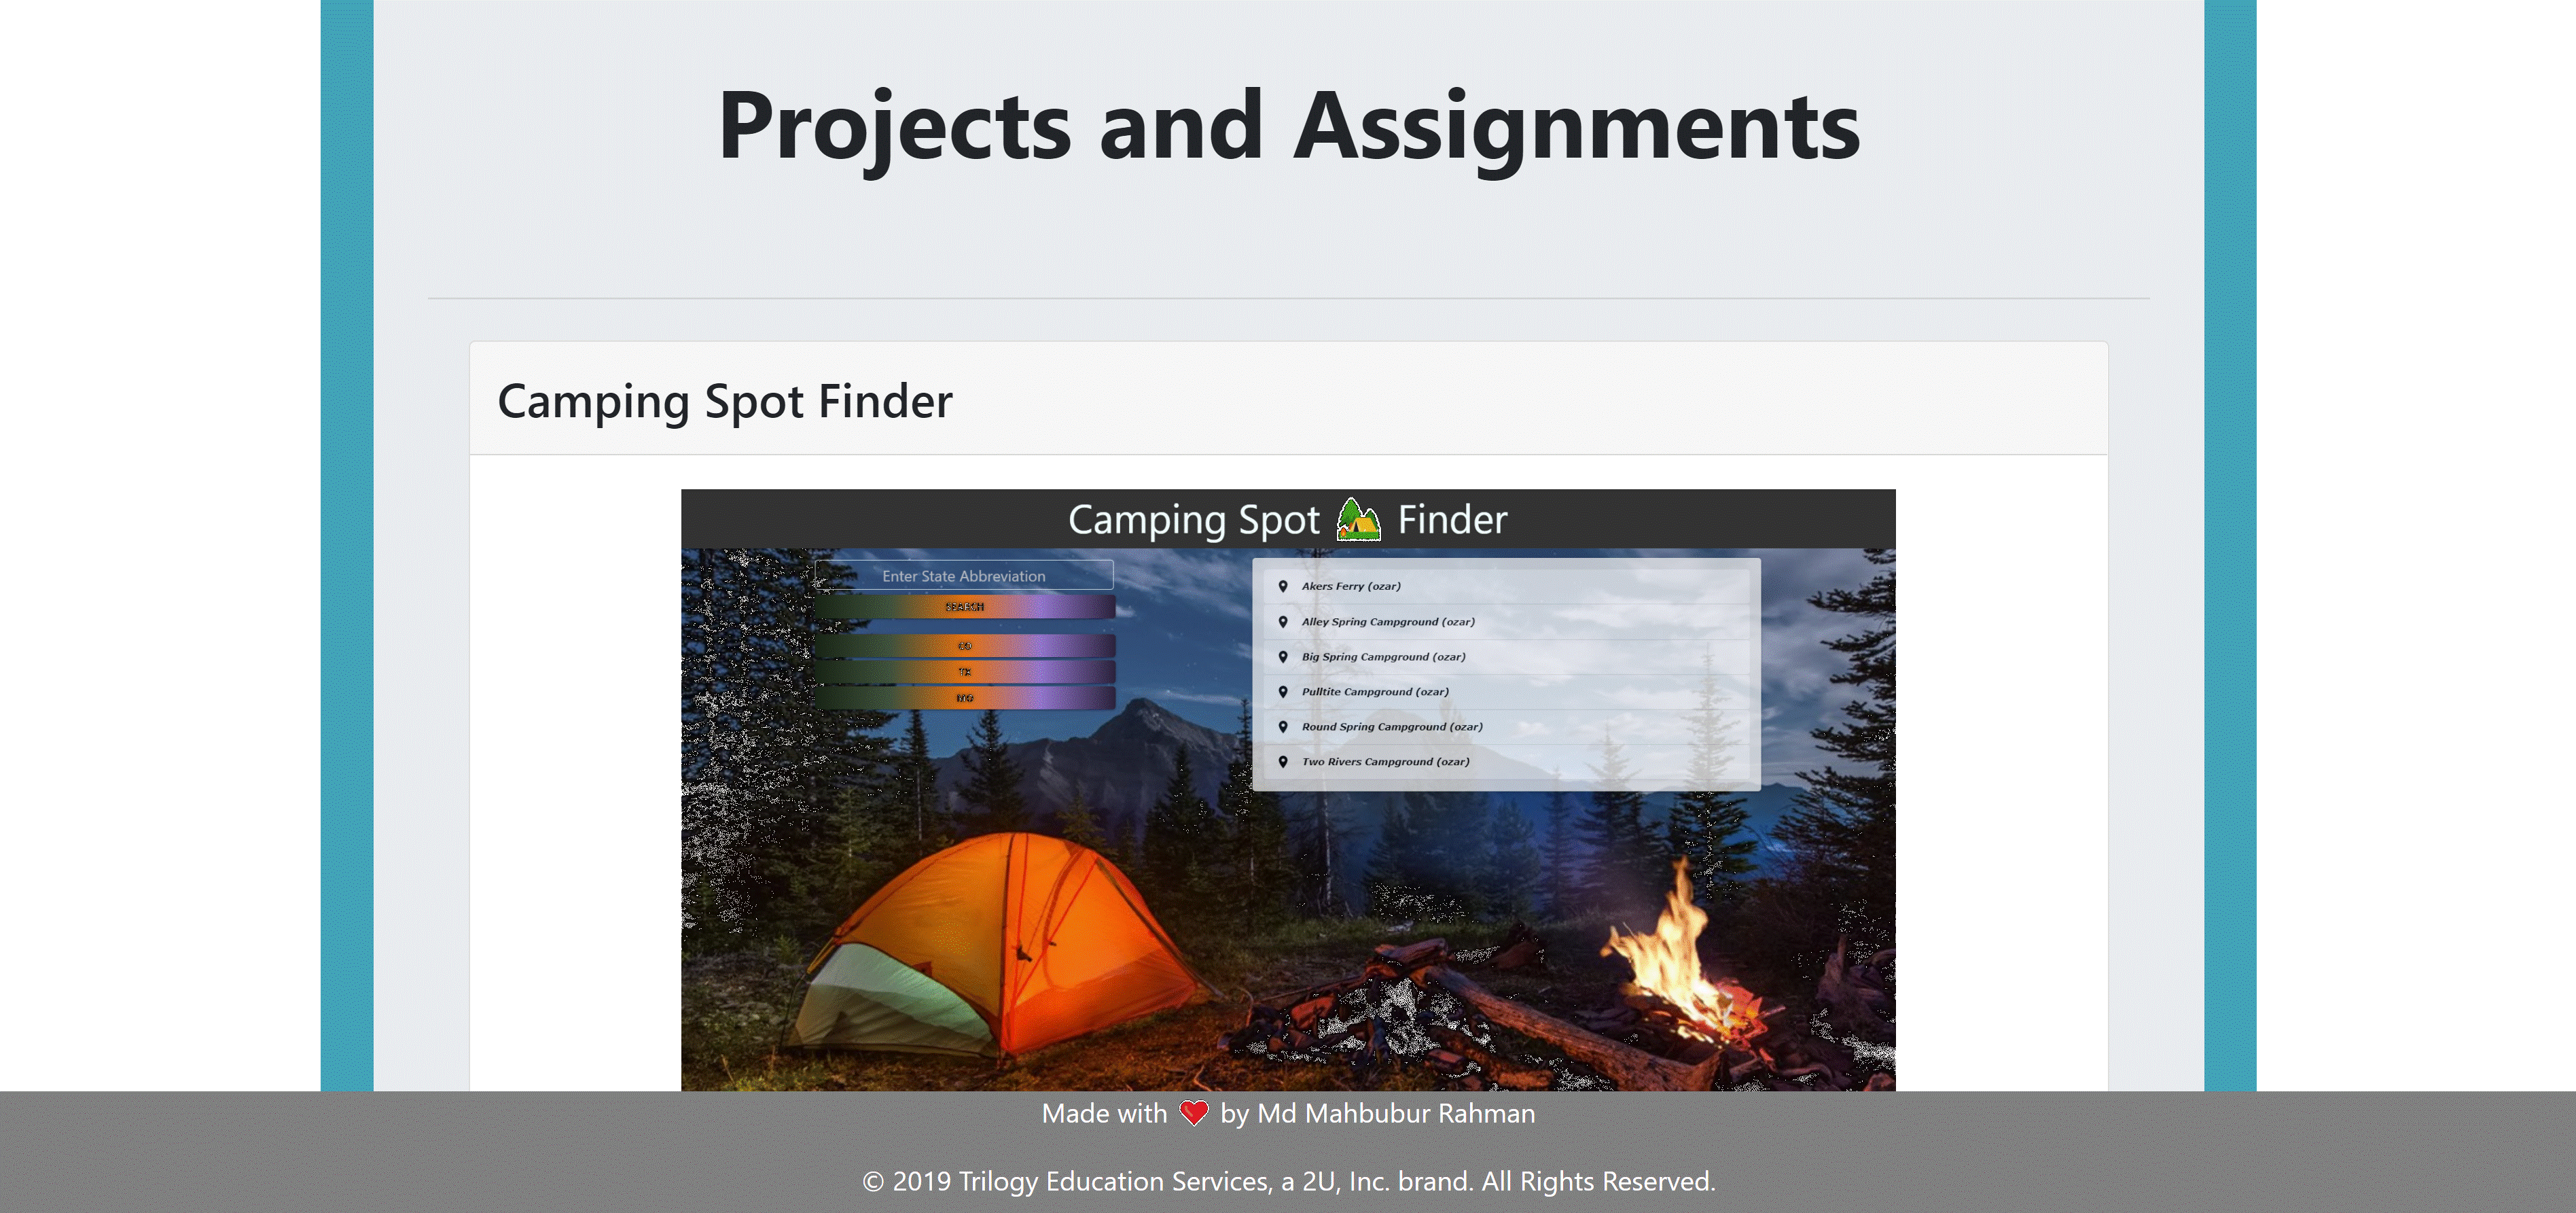 Projects and Assignments
Camping Spot Finder
Camping Spot 🏕️ Finder
Enter State Abbreviation
SEARCH
CO
TX
MO
Akers Ferry (ozar)
Alley Spring Campground (ozar)
Big Spring Campground (ozar)
Pulltite Campground (ozar)
Round Spring Campground (ozar)
Two Rivers Campground (ozar)
Made with ❤️ by Md Mahbubur Rahman
© 2019 Trilogy Education Services, a 2U, Inc. brand. All Rights Reserved.